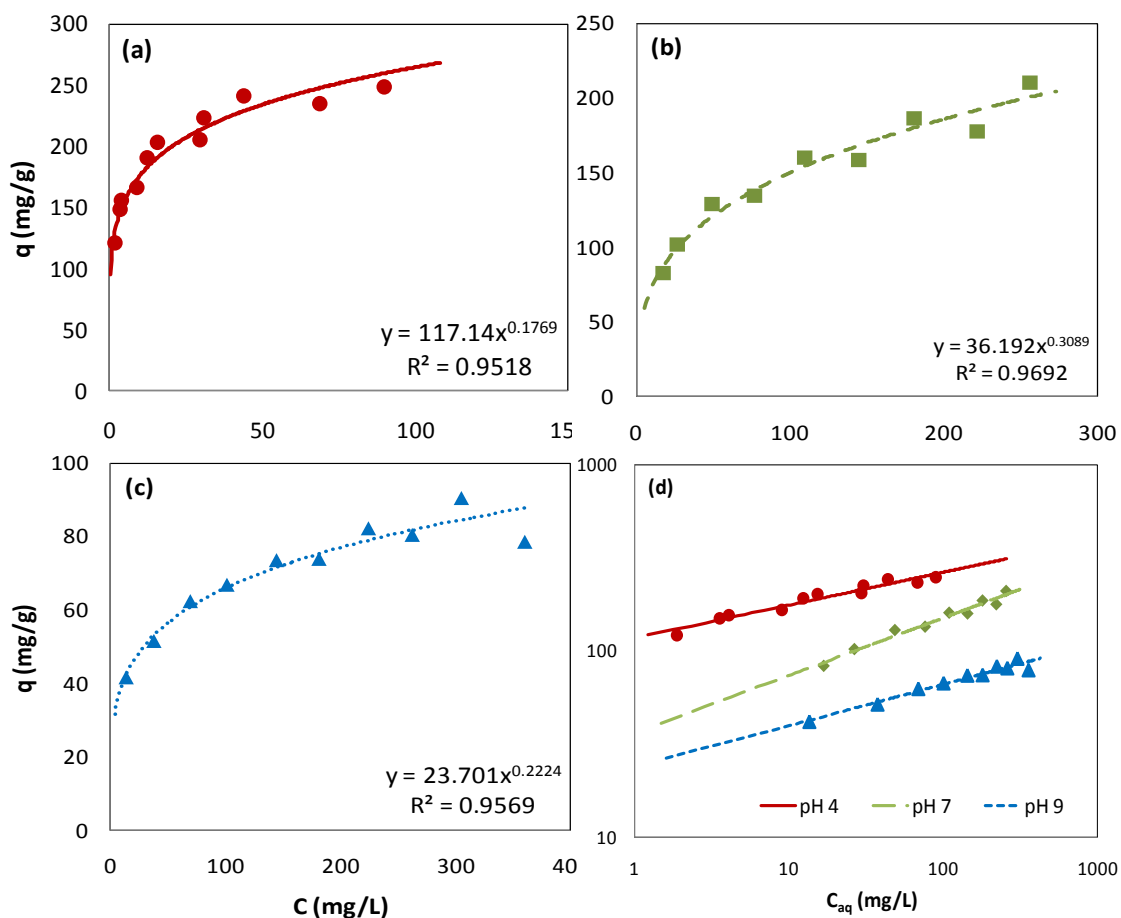 (a)
300
250
200
150
100
50
0
q (mg/g)
y = 117.14x^0.1769
R² = 0.9518
0 50 100 15
(b)
250
200
150
100
50
0
y = 36.192x^0.3089
R² = 0.9692
0 100 200 300
(c)
100
80
60
40
20
0
q (mg/g)
y = 23.701x^0.2224
R² = 0.9569
0 100 200 300 40
C (mg/L)
(d)
1000
100
10
pH 4 pH 7 pH 9
1 10 100 1000
Caq (mg/L)